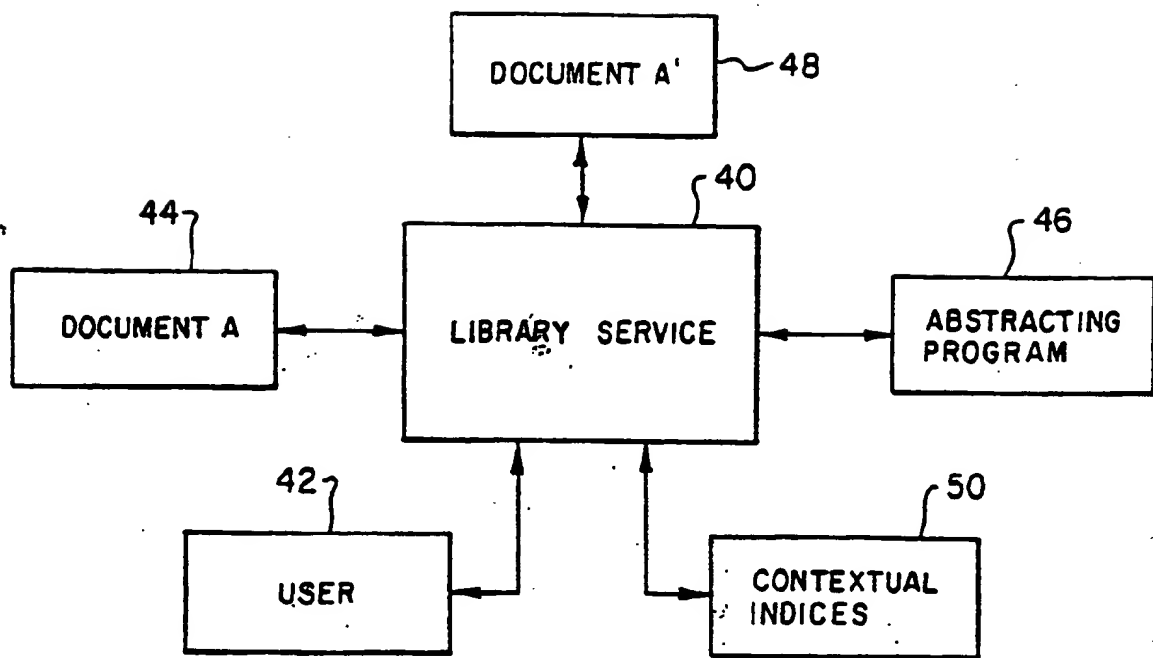 DOCUMENT A'
48
40
44
46
DOCUMENT A
LIBRARY SERVICE
ABSTRACTING
PROGRAM
42
50
USER
CONTEXTUAL
INDICES